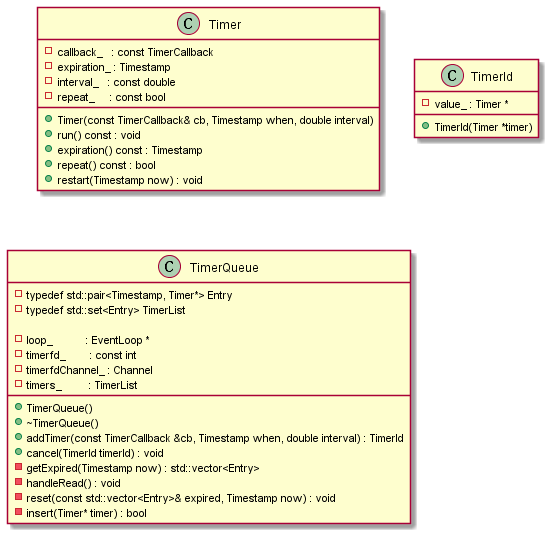 C Timer
callback_ : const TimerCallback
expiration_ : Timestamp
interval_ : const double
repeat_ : const bool
Timer(const TimerCallback& cb, Timestamp when, double interval)
run() const : void
expiration() const : Timestamp
repeat() const : bool
restart(Timestamp now) : void
C TimerId
value_ : Timer *
TimerId(Timer *timer)
C TimerQueue
typedef std::pair<Timestamp, Timer*> Entry
typedef std::set<Entry> TimerList
loop_ : EventLoop *
timerfd_ : const int
timerfdChannel_ : Channel
timers_ : TimerList
TimerQueue()
~TimerQueue()
addTimer(const TimerCallback &cb, Timestamp when, double interval) : TimerId
cancel(TimerId timerId) : void
getExpired(Timestamp now) : std::vector<Entry>
handleRead() : void
reset(const std::vector<Entry>& expired, Timestamp now) : void
insert(Timer* timer) : bool